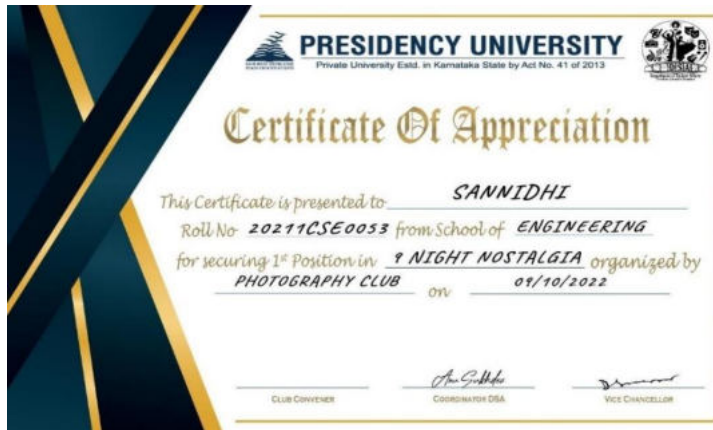 PRESIDENCY UNIVERSITY
Private University Estd. in Karnataka State by Act No. 41 of 2013
Certificate Of Appreciation
This Certificate is presented to SANNIDHI
Roll No 20211CSE0053 from School of ENGINEERING
for securing 1st Position in 9 NIGHT NOSTALGIA organized by
PHOTOGRAPHY CLUB on 09/10/2022
CLUB CONVENER COORDINATOR DSA VICE CHANCELLOR